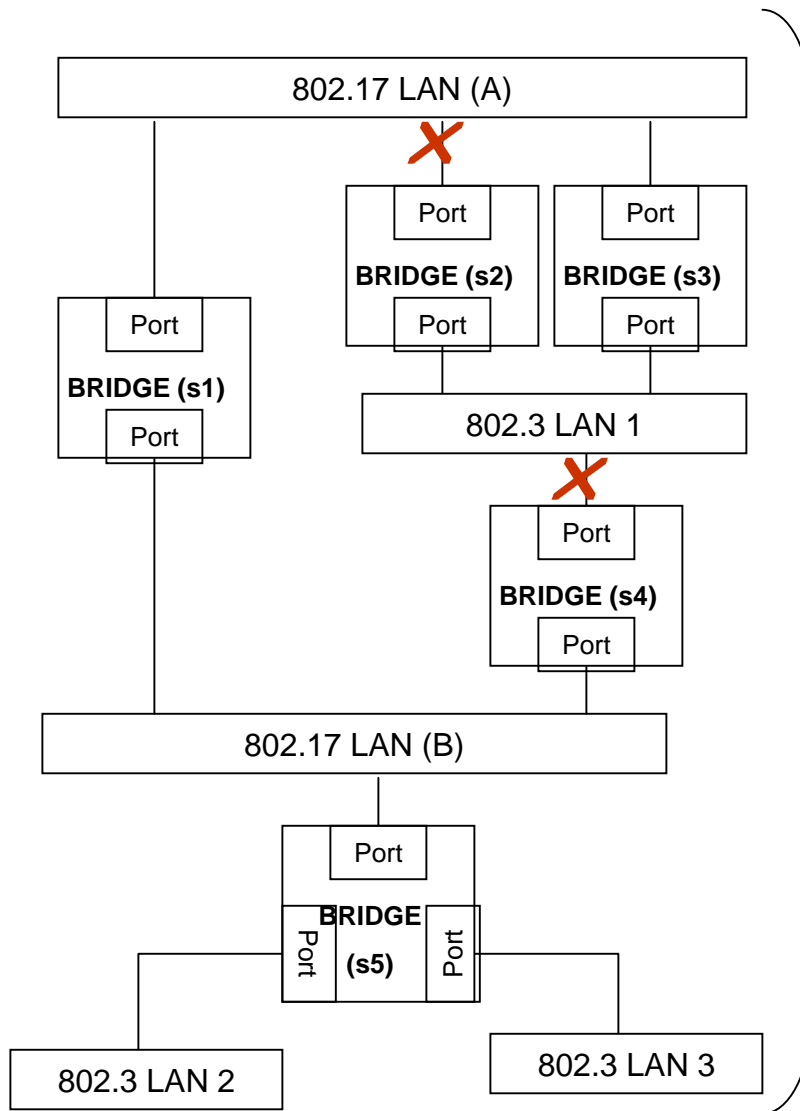 802.17 LAN (A)
Port
Port
BRIDGE (s2)
BRIDGE (s3)
Port
Port
Port
BRIDGE (s1)
Port
802.3 LAN 1
Port
BRIDGE (s4)
Port
802.17 LAN (B)
Port
BRIDGE
(s5)
Port
Port
802.3 LAN 2
802.3 LAN 3